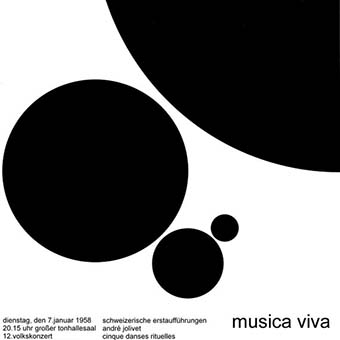 dienstag, den 7.januar 1958
20.15 uhr großer tonhallesaal
12.volkskonzert
schweizerische erstaufführungen
andrè jolivet
cinque danses rituelles
musica viva